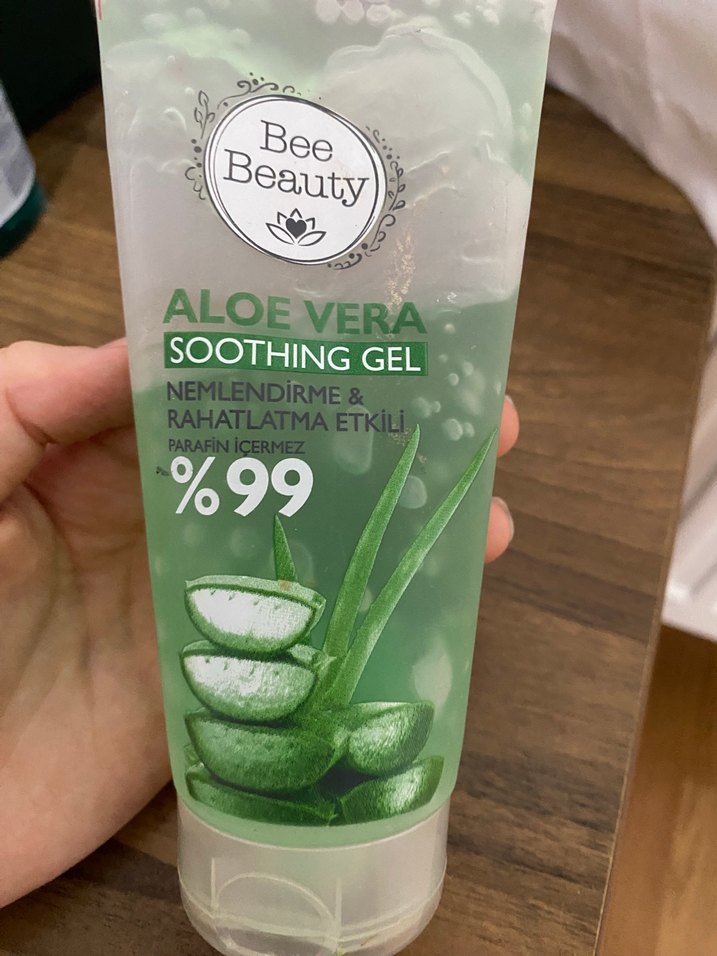 Bee
Beauty
ALOE VERA
SOOTHING GEL
NEMLENDİRME &
RAHATLATMA ETKİLİ
PARAFİN İÇERMEZ
%99